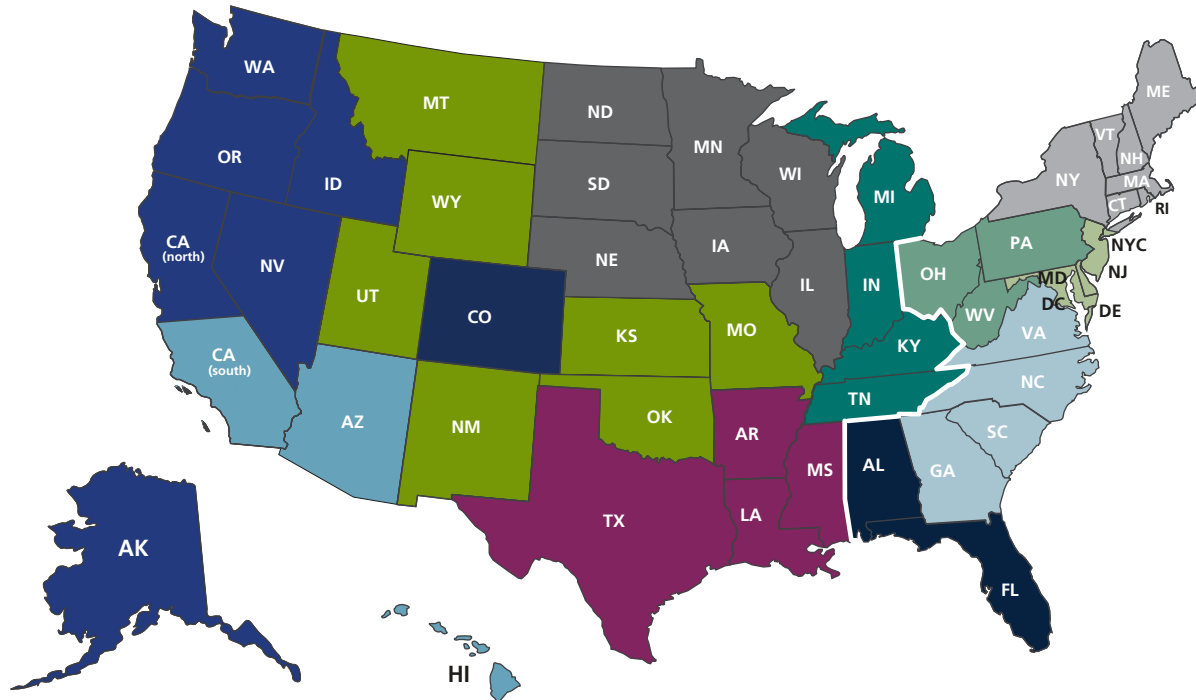 WA
MT
ND
MN
ME
VT
NH
OR
ID
WY
SD
WI
MI
NY
MA
CT
RI
CA
(north)
NV
UT
CO
NE
IA
IL
IN
OH
PA
NYC
NJ
MD
DC
DE
WV
VA
CA
(south)
AZ
NM
KS
MO
KY
OK
TN
NC
AR
SC
MS
AL
GA
TX
LA
AK
FL
HI